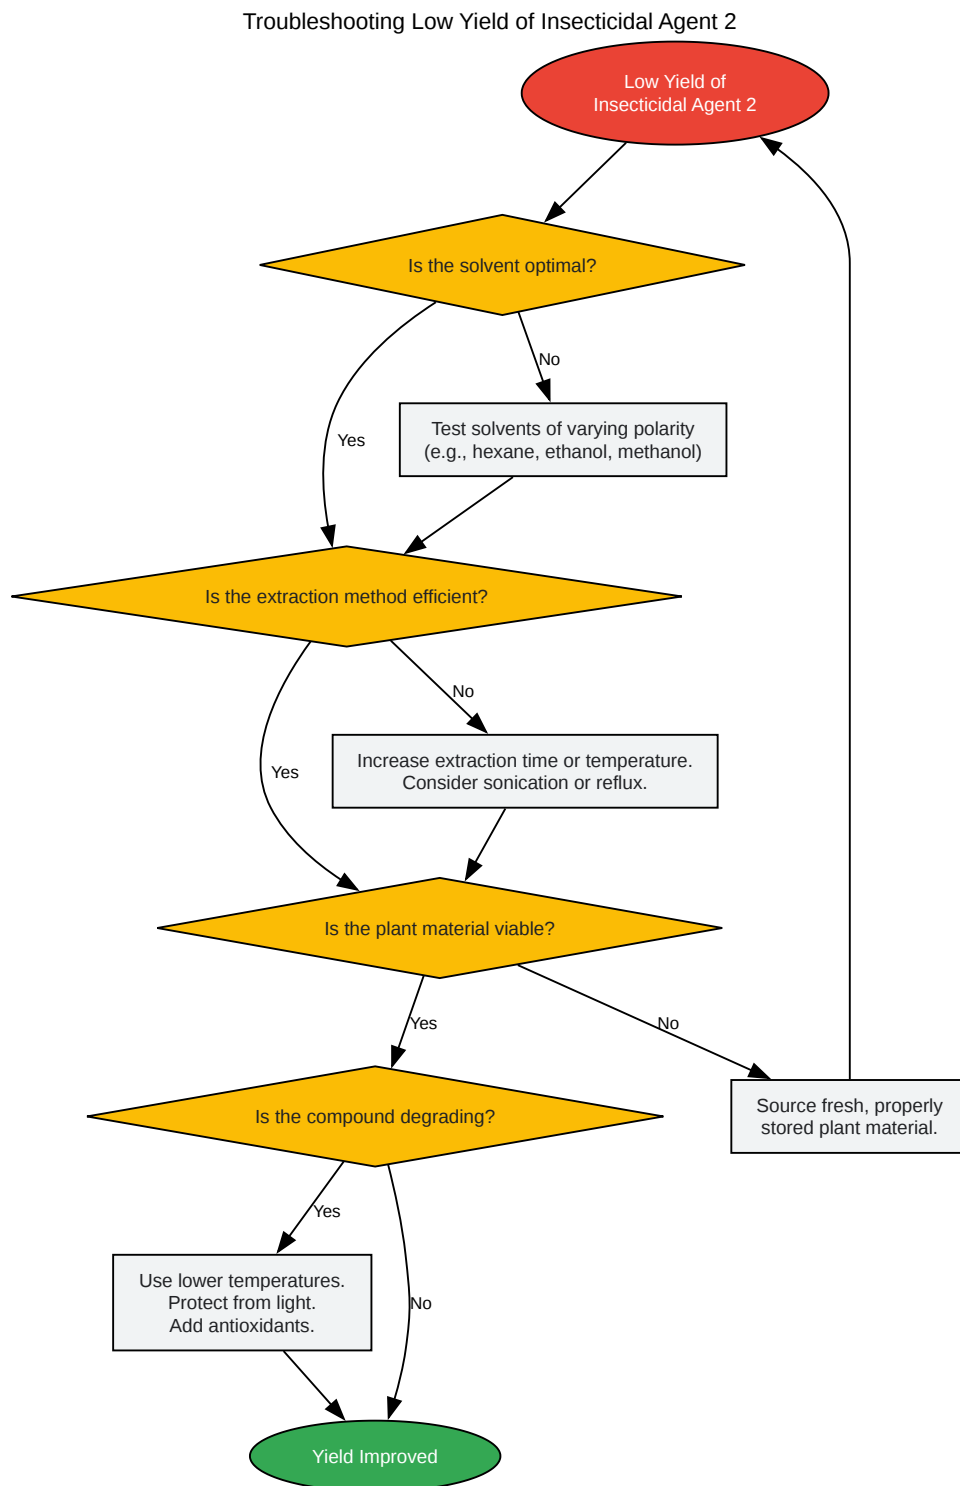 Troubleshooting Low Yield of Insecticidal Agent 2
Low Yield of
Insecticidal Agent 2
Is the solvent optimal?
No
Test solvents of varying polarity
(e.g., hexane, ethanol, methanol)
Yes
Is the extraction method efficient?
No
Increase extraction time or temperature.
Consider sonication or reflux.
Yes
Is the plant material viable?
Yes
No
Is the compound degrading?
Source fresh, properly
stored plant material.
Yes
Use lower temperatures.
Protect from light.
Add antioxidants.
No
Yield Improved